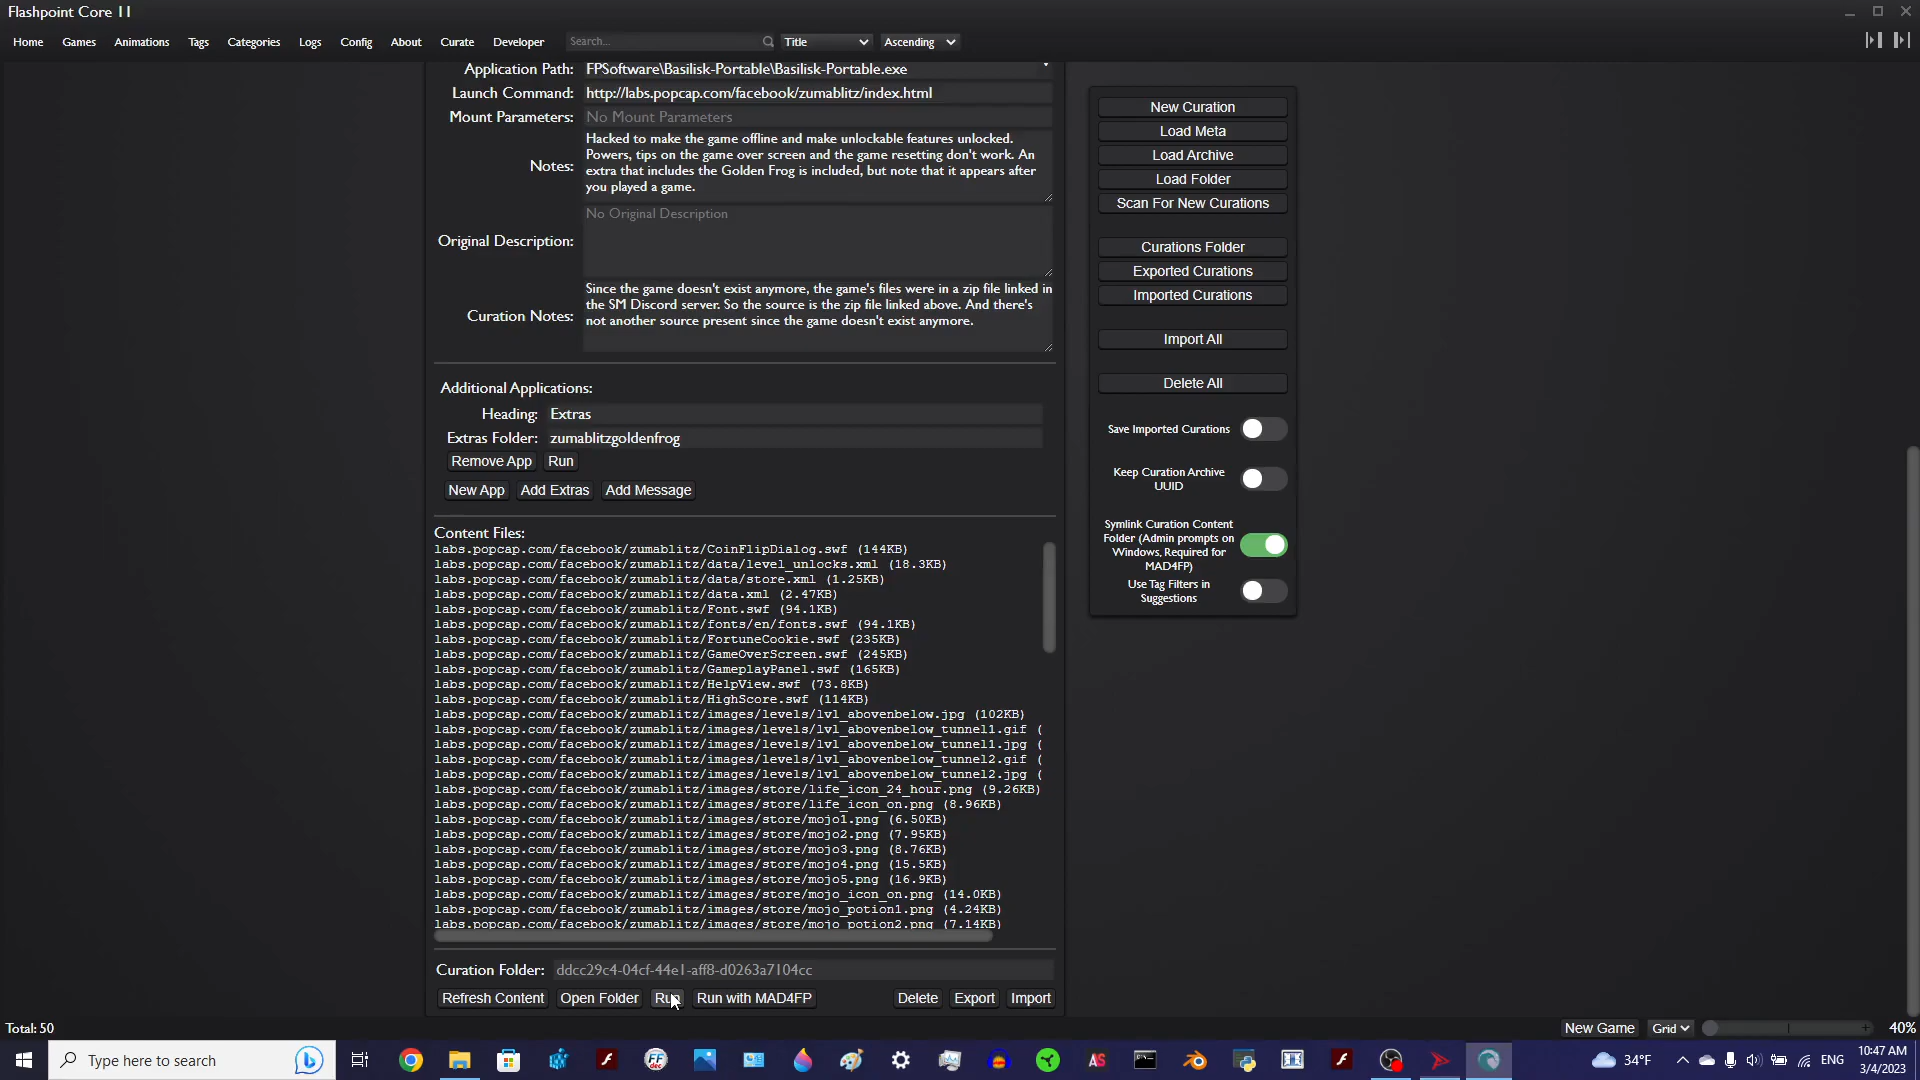 Flashpoint Core 11
Home Games Animations Tags Categories Logs Config About Curate Developer Search... Title Ascending
Application Path: FPSoftware\Basilisk-Portable\Basilisk-Portable.exe
Launch Command: http://labs.popcap.com/facebook/zumablitz/index.html
Mount Parameters: No Mount Parameters
Notes:
Hacked to make the game offline and make unlockable features unlocked.
Powers, tips on the game over screen and the game resetting don't work. An
extra that includes the Golden Frog is included, but note that it appears after
you played a game.
Original Description:
No Original Description
Curation Notes:
Since the game doesn't exist anymore, the game's files were in a zip file linked in
the SM Discord server. So the source is the zip file linked above. And there's
not another source present since the game doesn't exist anymore.
Additional Applications:
Heading: Extras
Extras Folder: zumablitzgoldenfrog
Remove App Run
New App Add Extras Add Message
Content Files:
labs.popcap.com/facebook/zumablitz/CoinFlipDialog.swf (144KB)
labs.popcap.com/facebook/zumablitz/data/level_unlocks.xml (18.3KB)
labs.popcap.com/facebook/zumablitz/data/store.xml (1.25KB)
labs.popcap.com/facebook/zumablitz/data.xml (2.47KB)
labs.popcap.com/facebook/zumablitz/Font.swf (94.1KB)
labs.popcap.com/facebook/zumablitz/fonts/en/fonts.swf (94.1KB)
labs.popcap.com/facebook/zumablitz/FortuneCookie.swf (235KB)
labs.popcap.com/facebook/zumablitz/GameOverScreen.swf (245KB)
labs.popcap.com/facebook/zumablitz/GameplayPanel.swf (165KB)
labs.popcap.com/facebook/zumablitz/HelpView.swf (73.8KB)
labs.popcap.com/facebook/zumablitz/HighScore.swf (114KB)
labs.popcap.com/facebook/zumablitz/images/levels/lvl_abovenbelow.jpg (102KB)
labs.popcap.com/facebook/zumablitz/images/levels/lvl_abovenbelow_tunnel1.gif (
labs.popcap.com/facebook/zumablitz/images/levels/lvl_abovenbelow_tunnel1.jpg (
labs.popcap.com/facebook/zumablitz/images/levels/lvl_abovenbelow_tunnel2.gif (
labs.popcap.com/facebook/zumablitz/images/levels/lvl_abovenbelow_tunnel2.jpg (
labs.popcap.com/facebook/zumablitz/images/store/life_icon_24_hour.png (9.26KB)
labs.popcap.com/facebook/zumablitz/images/store/life_icon_on.png (8.96KB)
labs.popcap.com/facebook/zumablitz/images/store/mojo1.png (6.50KB)
labs.popcap.com/facebook/zumablitz/images/store/mojo2.png (7.95KB)
labs.popcap.com/facebook/zumablitz/images/store/mojo3.png (8.76KB)
labs.popcap.com/facebook/zumablitz/images/store/mojo4.png (15.5KB)
labs.popcap.com/facebook/zumablitz/images/store/mojo5.png (16.9KB)
labs.popcap.com/facebook/zumablitz/images/store/mojo_icon_on.png (14.0KB)
labs.popcap.com/facebook/zumablitz/images/store/mojo_potion1.png (4.24KB)
labs.popcap.com/facebook/zumablitz/images/store/mojo_potion2.png (7.14KB)
Curation Folder: ddcc29c4-04cf-44e1-aff8-d0263a7104cc
Refresh Content Open Folder Run Run with MAD4FP Delete Export Import
New Curation
Load Meta
Load Archive
Load Folder
Scan For New Curations
Curations Folder
Exported Curations
Imported Curations
Import All
Delete All
Save Imported Curations
Keep Curation Archive
UUID
Symlink Curation Content
Folder (Admin prompts on
Windows, Required for
MAD4FP)
Use Tag Filters in
Suggestions
Total: 50
New Game Grid 40%
Type here to search
FF dec
AS
34°F
ENG
10:47 AM
3/4/2023